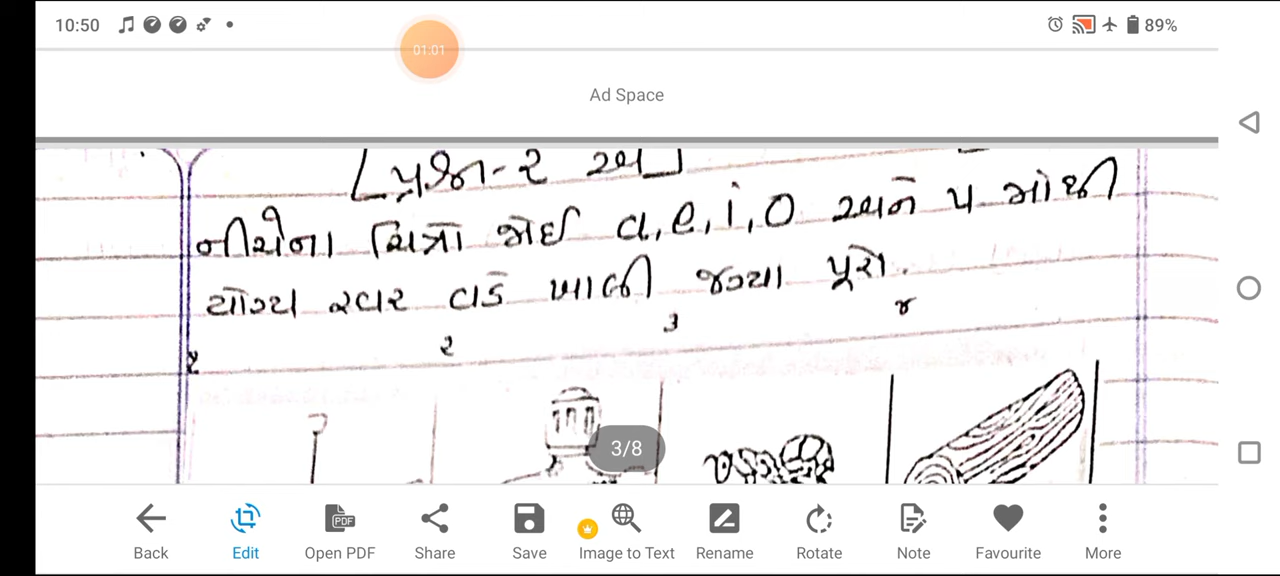 10:50
89%
01:01
Ad Space
[પ્રશ્ન-૨ અ]
નીચેના ચિત્રો જોઈ a, e, i, o અને u માંથી
યોગ્ય સ્વર વડે ખાલી જગ્યા પૂરો.
૧ ૨ ૩ ૪
3/8
Back Edit Open PDF Share Save Image to Text Rename Rotate Note Favourite More
PDF